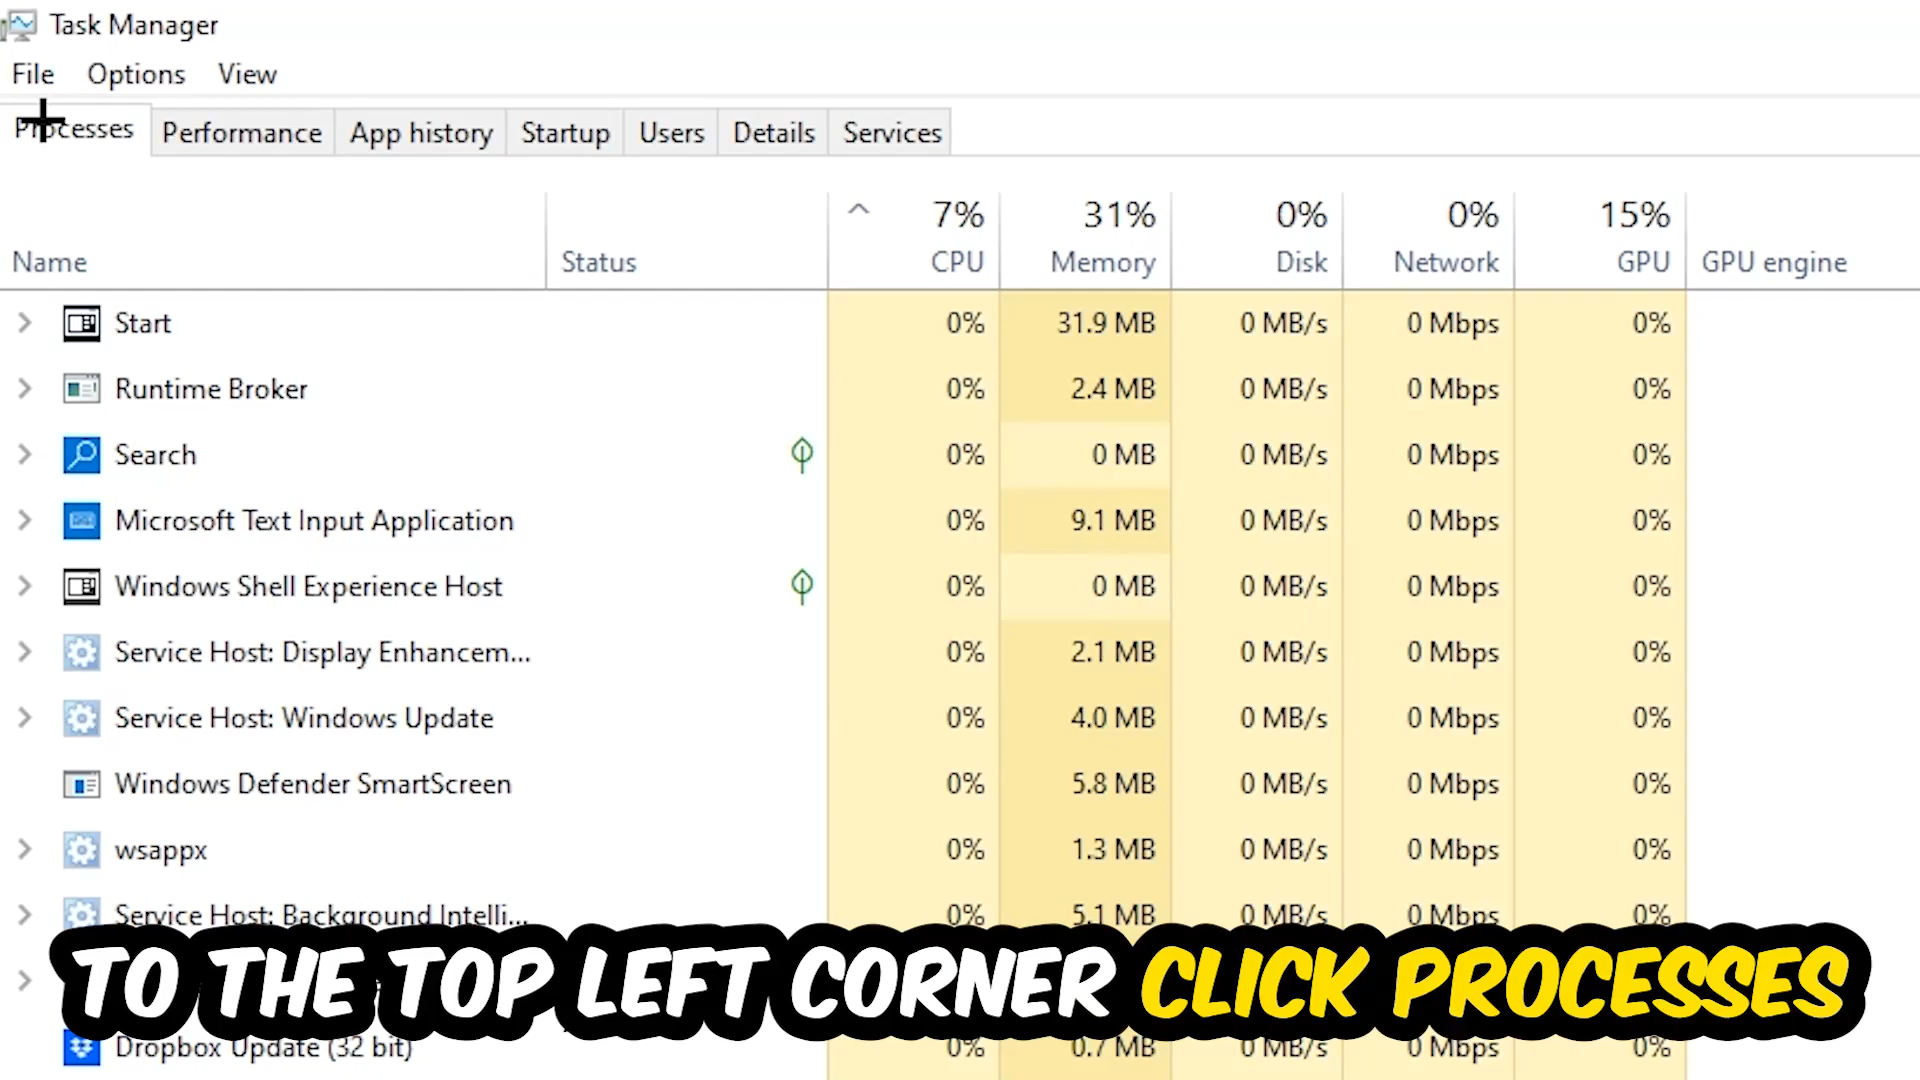 Task Manager
File Options View
Processes Performance App history Startup Users Details Services
7% 31% 0% 0% 15%
Name Status CPU Memory Disk Network GPU GPU engine
Start 0% 31.9 MB 0 MB/s 0 Mbps 0%
Runtime Broker 0% 2.4 MB 0 MB/s 0 Mbps 0%
Search 0% 0 MB 0 MB/s 0 Mbps 0%
Microsoft Text Input Application 0% 9.1 MB 0 MB/s 0 Mbps 0%
Windows Shell Experience Host 0% 0 MB 0 MB/s 0 Mbps 0%
Service Host: Display Enhancem... 0% 2.1 MB 0 MB/s 0 Mbps 0%
Service Host: Windows Update 0% 4.0 MB 0 MB/s 0 Mbps 0%
Windows Defender SmartScreen 0% 5.8 MB 0 MB/s 0 Mbps 0%
wsappx 0% 1.3 MB 0 MB/s 0 Mbps 0%
Service Host: Background Intelli... 0% 5.1 MB 0 MB/s 0 Mbps 0%
TO THE TOP LEFT CORNER CLICK PROCESSES
Dropbox Update (32 bit) 0% 0.7 MB 0 MB/s 0 Mbps 0%